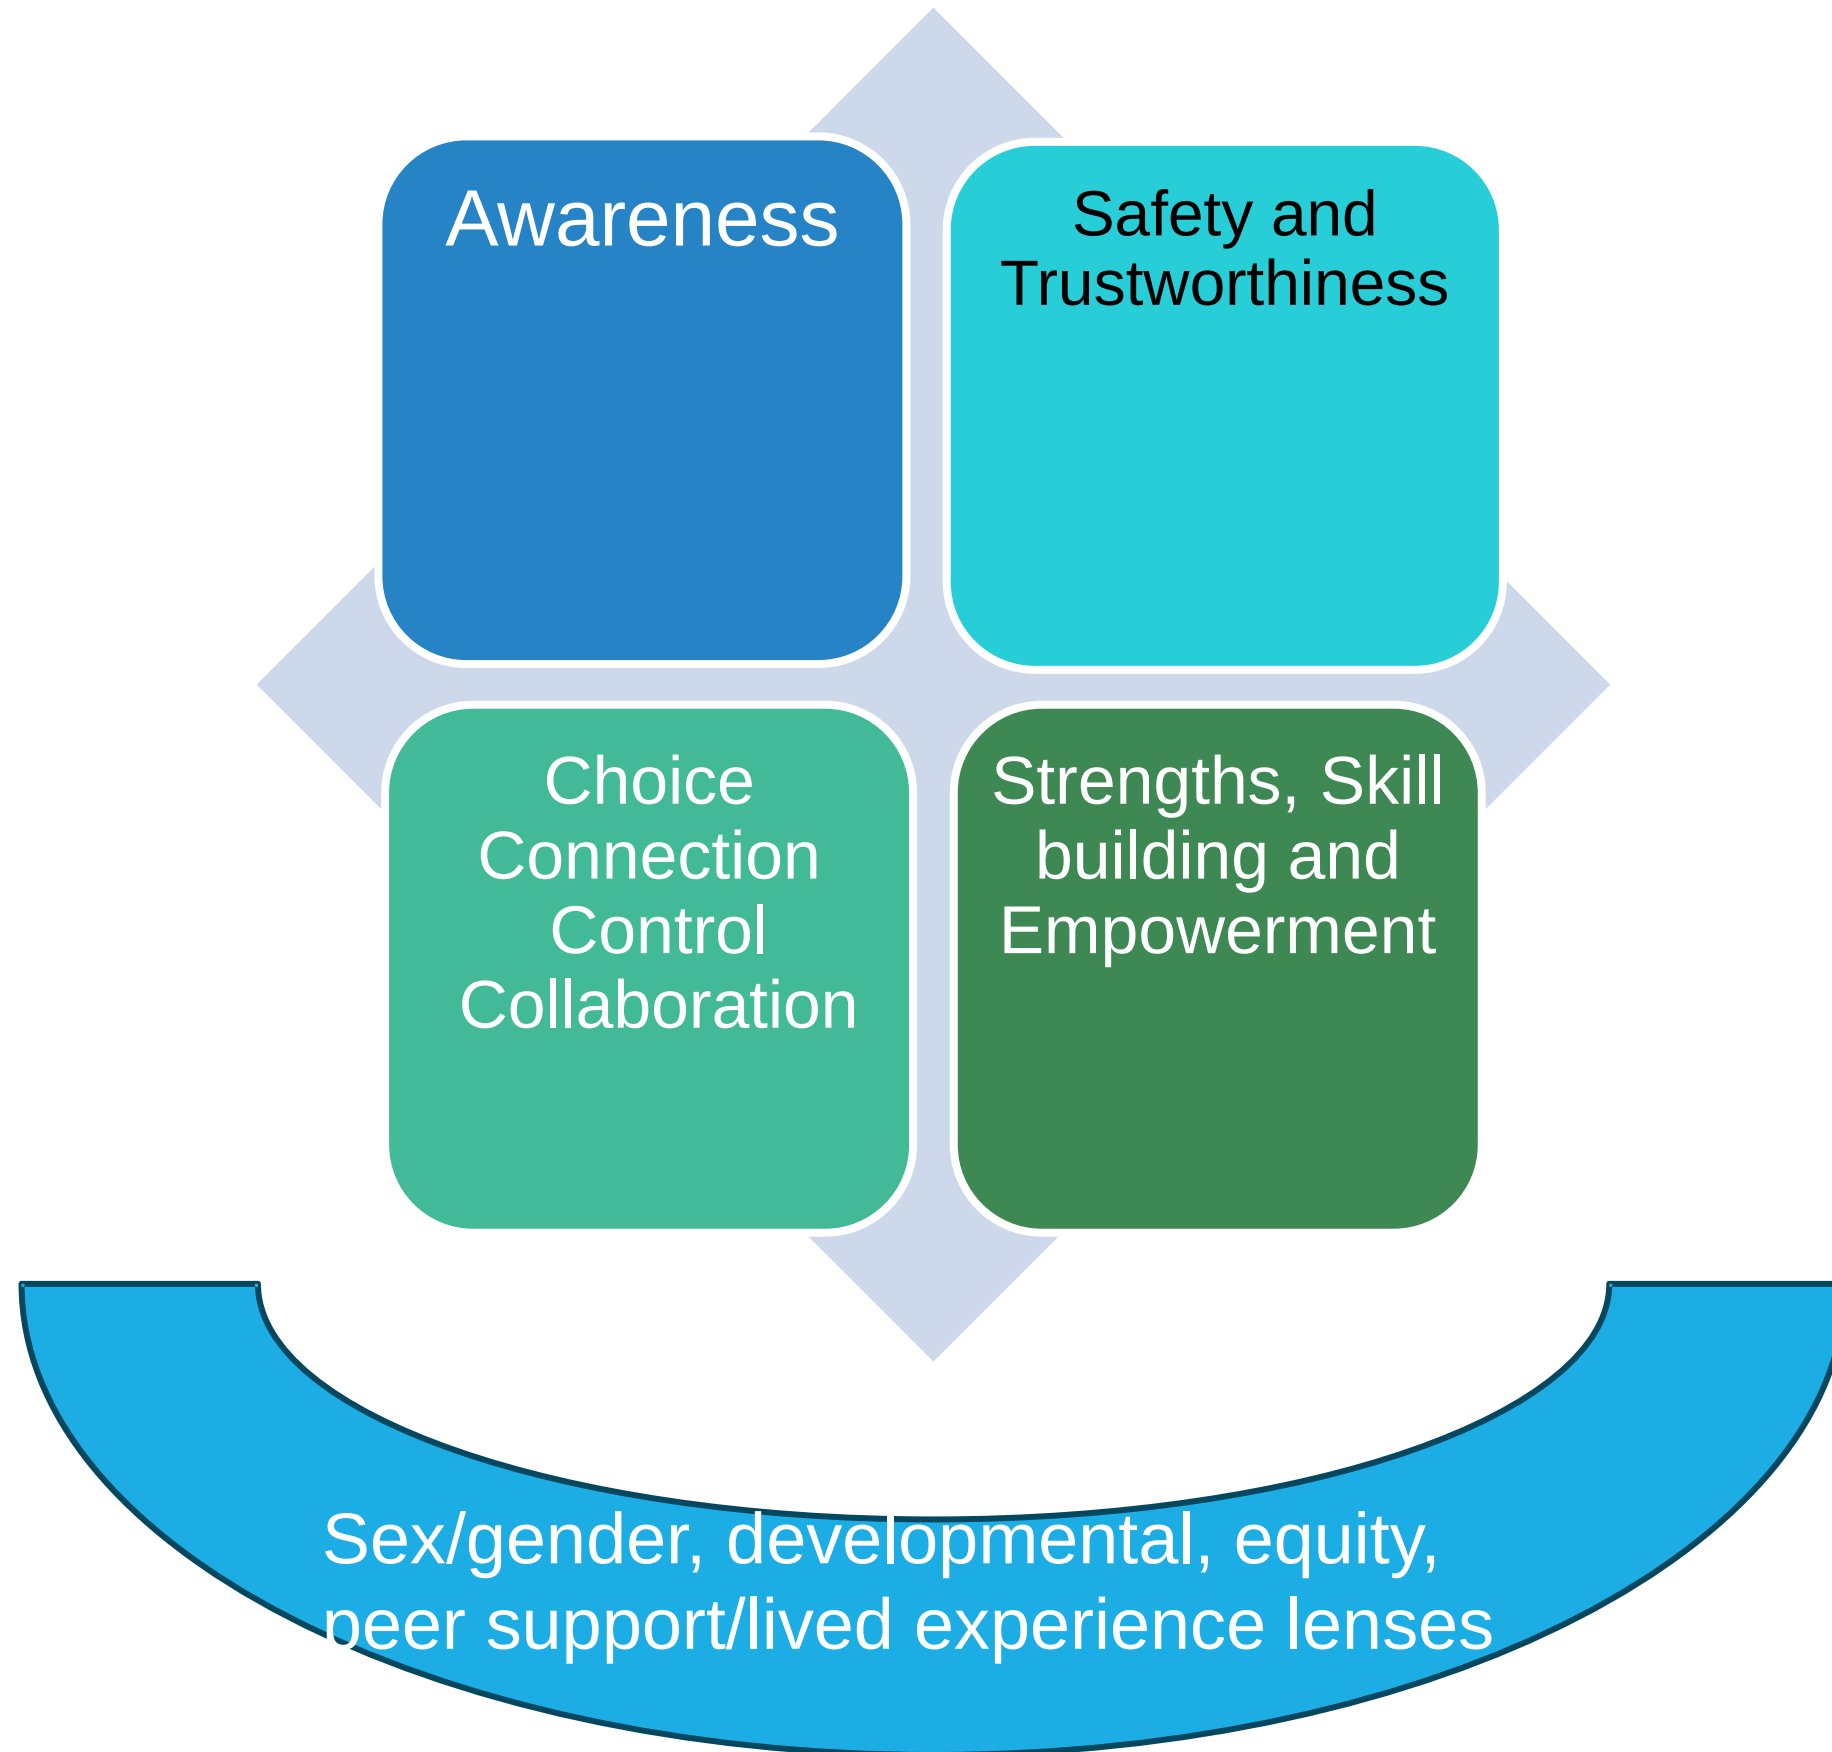 Awareness
Safety and
Trustworthiness
Choice
Connection
Control
Collaboration
Strengths, Skill
building and
Empowerment
Sex/gender, developmental, equity,
peer support/lived experience lenses